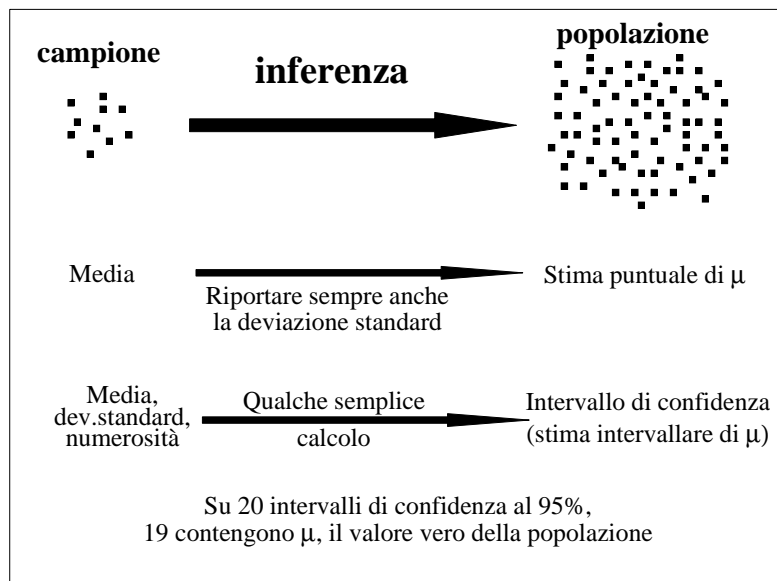 campione
inferenza
popolazione
Media
Riportare sempre anche
la deviazione standard
Stima puntuale di μ
Media,
dev.standard,
numerosità
Qualche semplice
calcolo
Intervallo di confidenza
(stima intervallare di μ)
Su 20 intervalli di confidenza al 95%,
19 contengono μ, il valore vero della popolazione